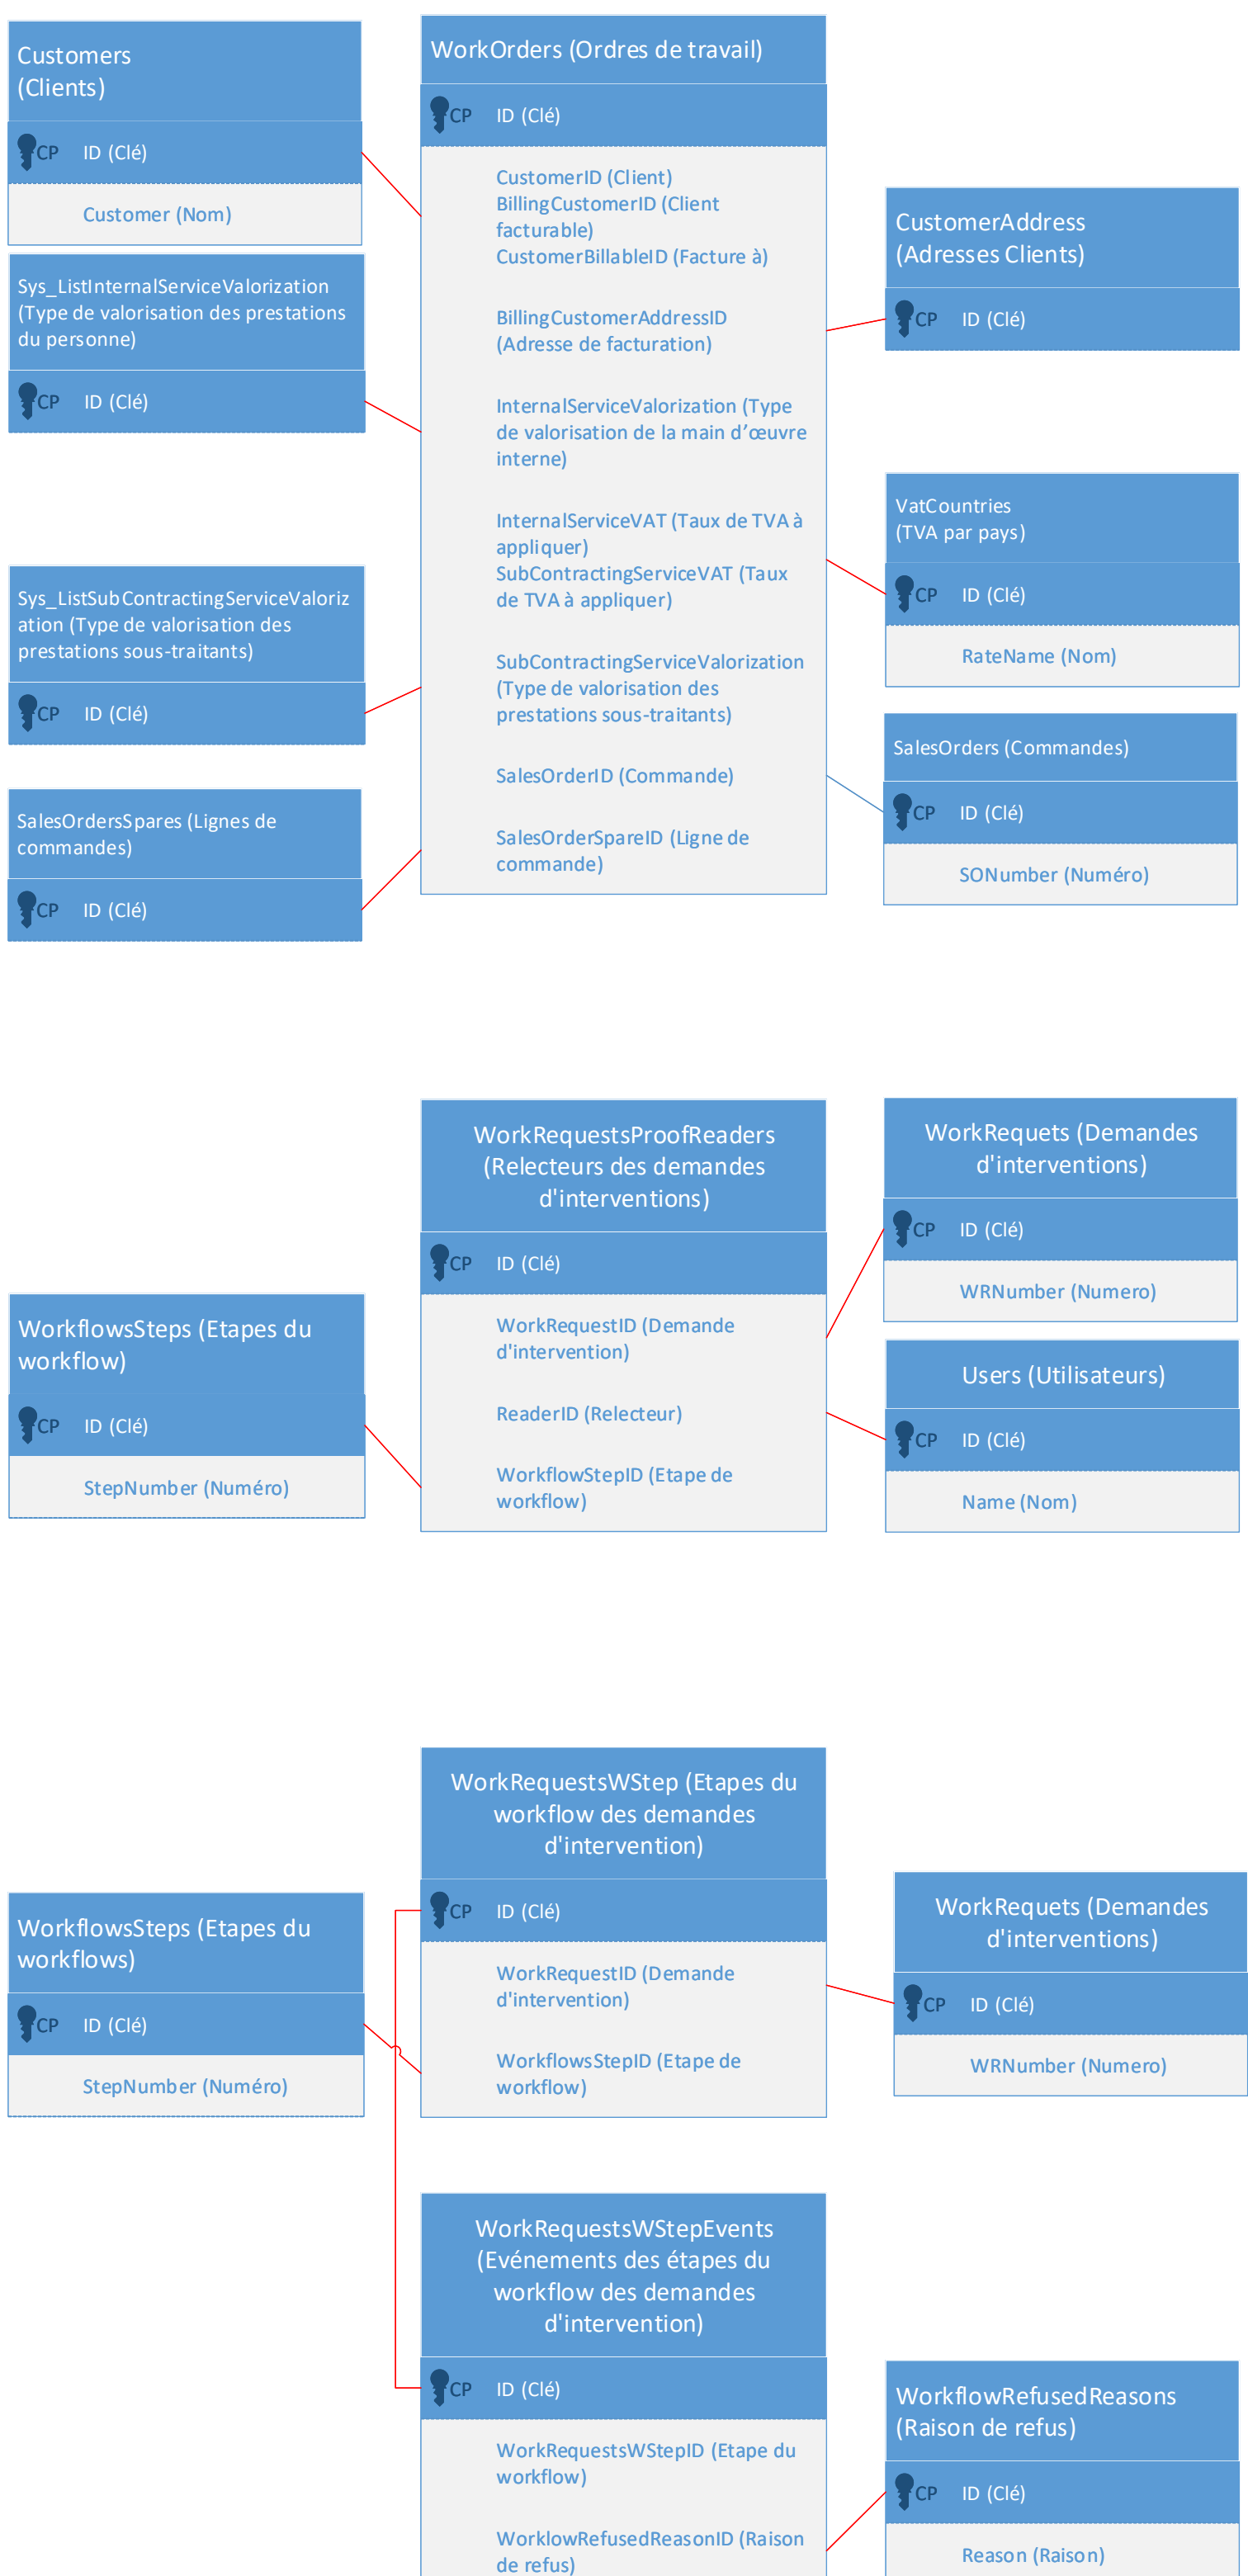 Customers
(Clients)
CP ID (Clé)
Customer (Nom)
Sys_ListInternalServiceValorization
(Type de valorisation des prestations
du personne)
CP ID (Clé)
Sys_ListSubContractingServiceValoriz
ation (Type de valorisation des
prestations sous-traitants)
CP ID (Clé)
SalesOrdersSpares (Lignes de
commandes)
CP ID (Clé)
WorkOrders (Ordres de travail)
CP ID (Clé)
CustomerID (Client)
BillingCustomerID (Client
facturable)
CustomerBillableID (Facture à)
BillingCustomerAddressID
(Adresse de facturation)
InternalServiceValorization (Type
de valorisation de la main d’œuvre
interne)
InternalServiceVAT (Taux de TVA à
appliquer)
SubContractingServiceVAT (Taux
de TVA à appliquer)
SubContractingServiceValorization
(Type de valorisation des
prestations sous-traitants)
SalesOrderID (Commande)
SalesOrderSpareID (Ligne de
commande)
CustomerAddress
(Adresses Clients)
CP ID (Clé)
VatCountries
(TVA par pays)
CP ID (Clé)
RateName (Nom)
SalesOrders (Commandes)
CP ID (Clé)
SONumber (Numéro)
WorkflowsSteps (Etapes du
workflow)
CP ID (Clé)
StepNumber (Numéro)
WorkRequestsProofReaders
(Relecteurs des demandes
d'interventions)
CP ID (Clé)
WorkRequestID (Demande
d'intervention)
ReaderID (Relecteur)
WorkflowStepID (Etape de
workflow)
WorkRequets (Demandes
d'interventions)
CP ID (Clé)
WRNumber (Numero)
Users (Utilisateurs)
CP ID (Clé)
Name (Nom)
WorkflowsSteps (Etapes du
workflows)
CP ID (Clé)
StepNumber (Numéro)
WorkRequestsWStep (Etapes du
workflow des demandes
d'intervention)
CP ID (Clé)
WorkRequestID (Demande
d'intervention)
WorkflowsStepID (Etape de
workflow)
WorkRequets (Demandes
d'interventions)
CP ID (Clé)
WRNumber (Numero)
WorkRequestsWStepEvents
(Evénements des étapes du
workflow des demandes
d'intervention)
CP ID (Clé)
WorkRequestsWStepID (Etape du
workflow)
WorklowRefusedReasonID (Raison
de refus)
WorkflowRefusedReasons
(Raison de refus)
CP ID (Clé)
Reason (Raison)